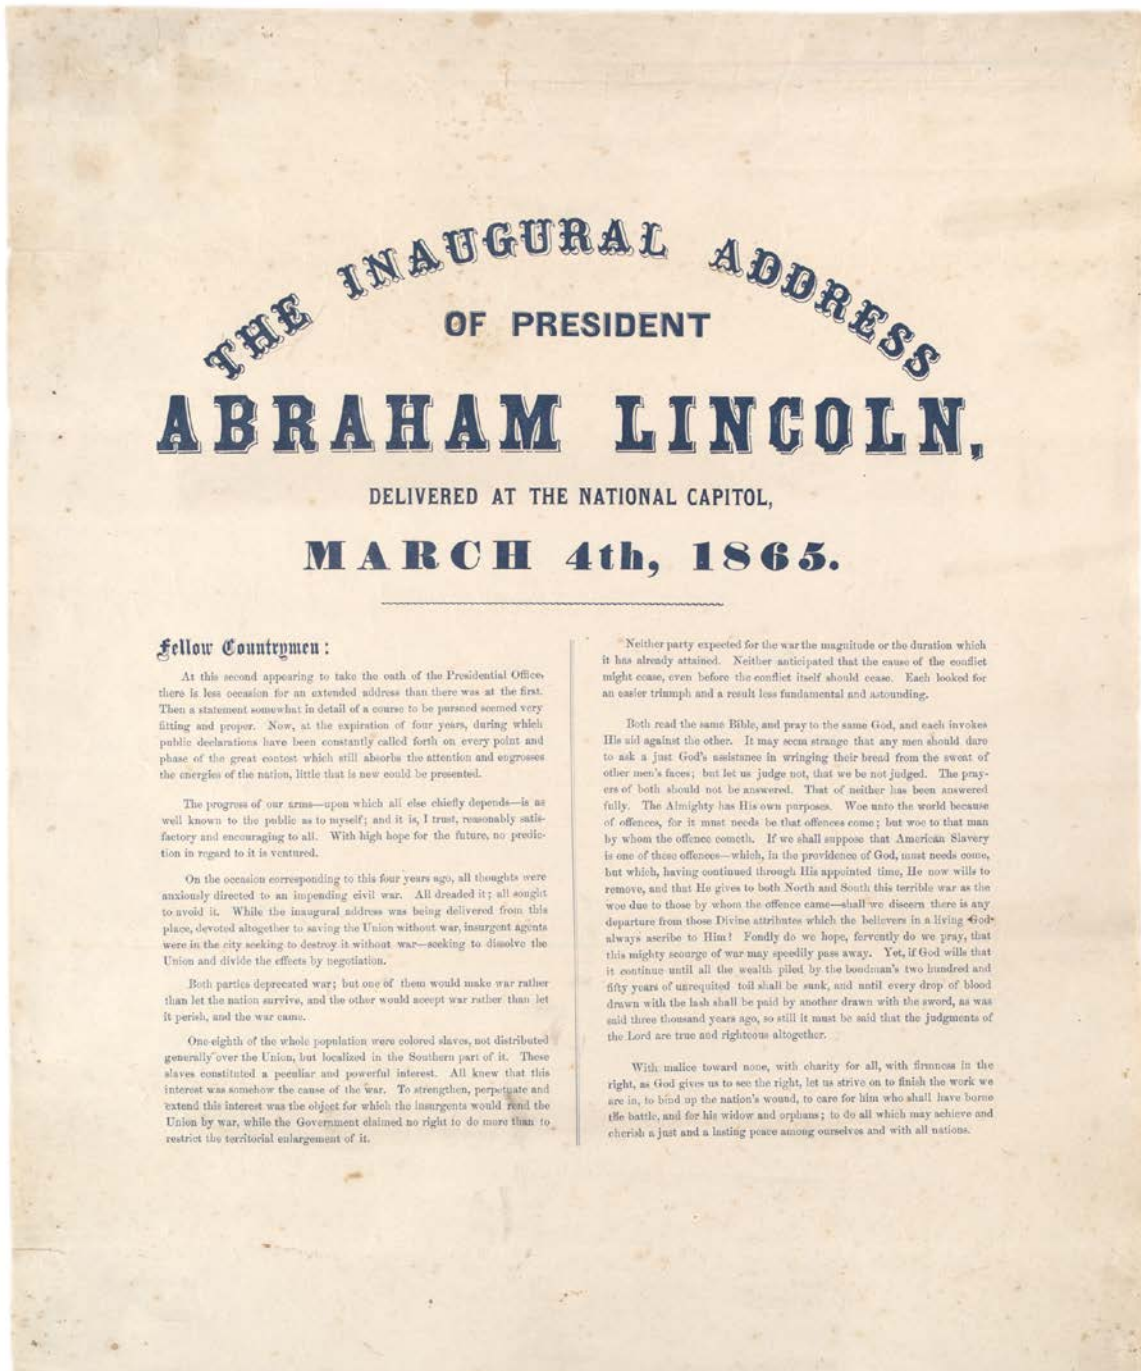 THE INAUGURAL ADDRESS
OF PRESIDENT
ABRAHAM LINCOLN,
DELIVERED AT THE NATIONAL CAPITOL,
MARCH 4th, 1865.
Fellow Countrymen:
At this second appearing to take the oath of the Presidential Office,
there is less occasion for an extended address than there was at the first.
Then a statement somewhat in detail of a course to be pursued seemed very
fitting and proper. Now, at the expiration of four years, during which
public declarations have been constantly called forth on every point and
phase of the great contest which still absorbs the attention and engrosses
the energies of the nation, little that is new could be presented.
The progress of our arms—upon which all else chiefly depends—is as
well known to the public as to myself; and it is, I trust, reasonably satis-
factory and encouraging to all. With high hope for the future, no predic-
tion in regard to it is ventured.
On the occasion corresponding to this four years ago, all thoughts were
anxiously directed to an impending civil war. All dreaded it; all sought
to avoid it. While the inaugural address was being delivered from this
place, devoted altogether to saving the Union without war, insurgent agents
were in the city seeking to destroy it without war—seeking to dissolve the
Union and divide the effects by negotiation.
Both parties deprecated war; but one of them would make war rather
than let the nation survive, and the other would accept war rather than let
it perish, and the war came.
One-eighth of the whole population were colored slaves, not distributed
generally over the Union, but localized in the Southern part of it. These
slaves constituted a peculiar and powerful interest. All knew that this
interest was somehow the cause of the war. To strengthen, perpetuate and
extend this interest was the object for which the insurgents would rend the
Union by war, while the Government claimed no right to do more than to
restrict the territorial enlargement of it.
Neither party expected for the war the magnitude or the duration which
it has already attained. Neither anticipated that the cause of the conflict
might cease, even before the conflict itself should cease. Each looked for
an easier triumph and a result less fundamental and astounding.
Both read the same Bible, and pray to the same God, and each invokes
His aid against the other. It may seem strange that any men should dare
to ask a just God's assistance in wringing their bread from the sweat of
other men's faces; but let us judge not, that we be not judged. The pray-
ers of both should not be answered. That of neither has been answered
fully. The Almighty has His own purposes. Woe unto the world because
of offences, for it must needs be that offences come; but woe to that man
by whom the offence cometh. If we shall suppose that American Slavery
is one of these offences—which, in the providence of God, must needs come,
but which, having continued through His appointed time, He now wills to
remove, and that He gives to both North and South this terrible war as the
woe due to those by whom the offence came—shall we discern there is any
departure from those Divine attributes which the believers in a living God
always ascribe to Him? Fondly do we hope, fervently do we pray, that
this mighty scourge of war may speedily pass away. Yet, if God wills that
it continue until all the wealth piled by the bondman's two hundred and
fifty years of unrequited toil shall be sunk, and until every drop of blood
drawn with the lash shall be paid by another drawn with the sword, as was
said three thousand years ago, so still it must be said that the judgments of
the Lord are true and righteous altogether.
With malice toward none, with charity for all, with firmness in the
right, as God gives us to see the right, let us strive on to finish the work we
are in, to bind up the nation's wound, to care for him who shall have borne
the battle, and for his widow and orphans; to do all which may achieve and
cherish a just and a lasting peace among ourselves and with all nations.